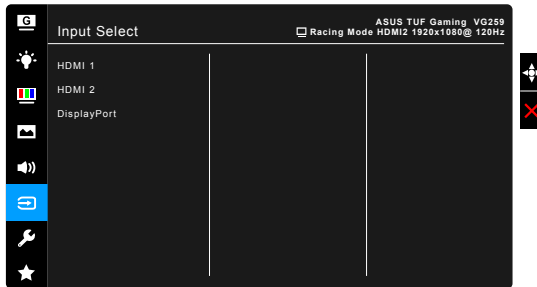 G
Input Select
ASUS TUF Gaming VG259
Racing Mode HDMI2 1920x1080@ 120Hz
HDMI 1
HDMI 2
DisplayPort